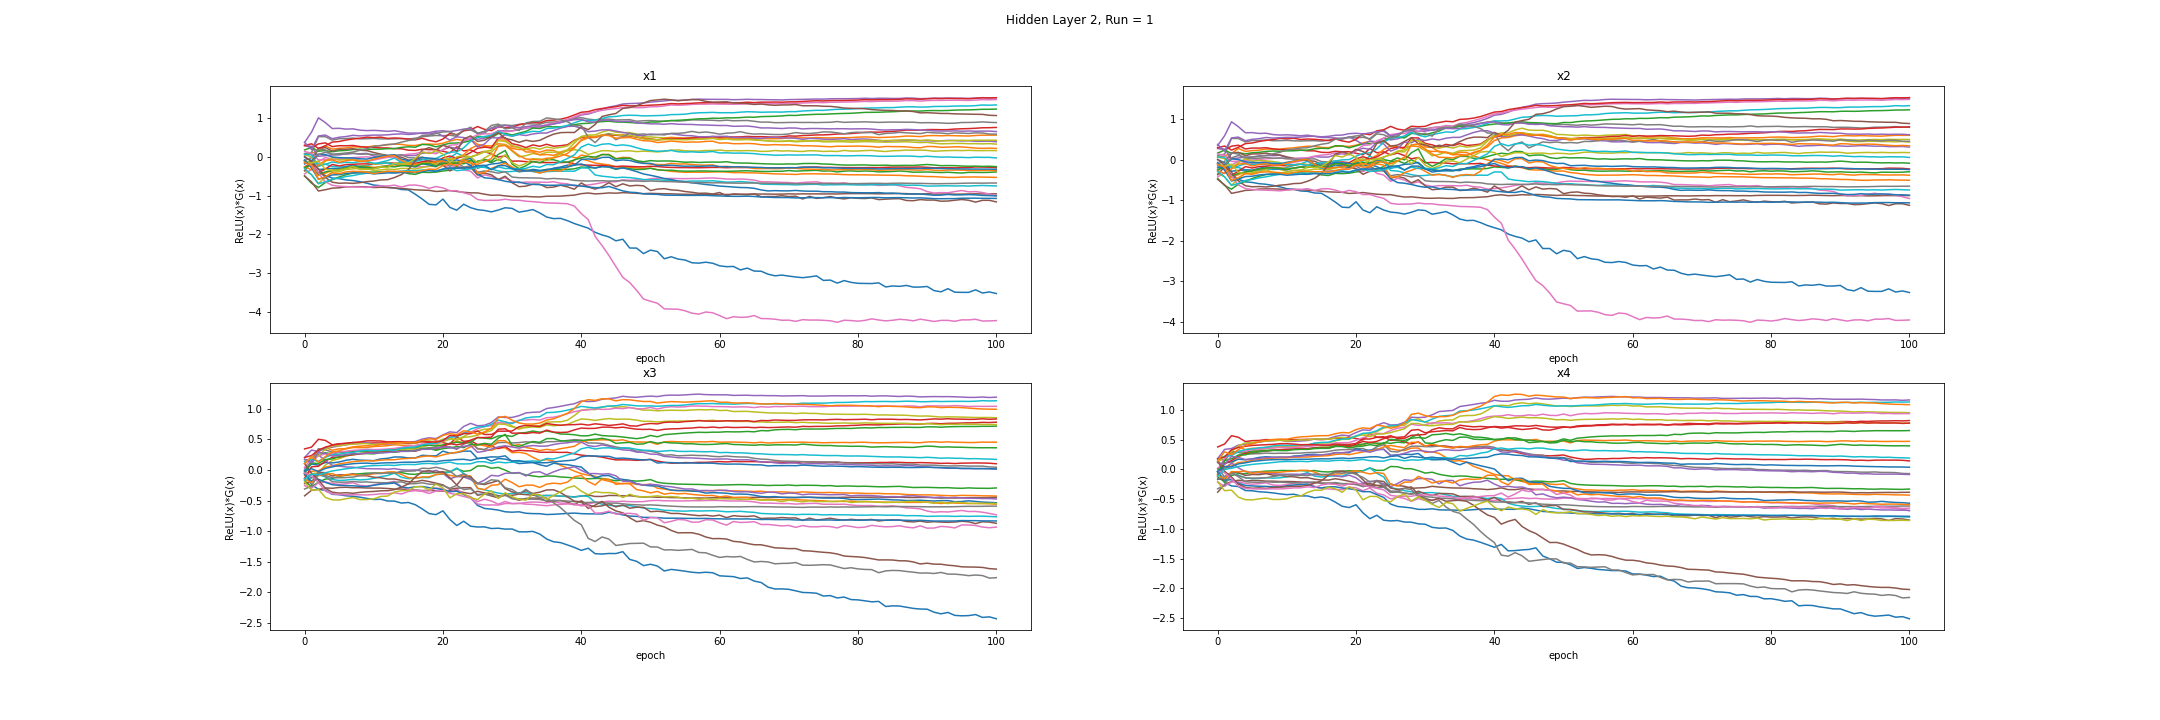 Hidden Layer 2, Run = 1
x1
ReLU(x)*G(x)
1
0
−1
−2
−3
−4
0 20 40 60 80 100
epoch
x2
ReLU(x)*G(x)
1
0
−1
−2
−3
−4
0 20 40 60 80 100
epoch
x3
ReLU(x)*G(x)
1.0
0.5
0.0
−0.5
−1.0
−1.5
−2.0
−2.5
0 20 40 60 80 100
epoch
x4
ReLU(x)*G(x)
1.0
0.5
0.0
−0.5
−1.0
−1.5
−2.0
−2.5
0 20 40 60 80 100
epoch